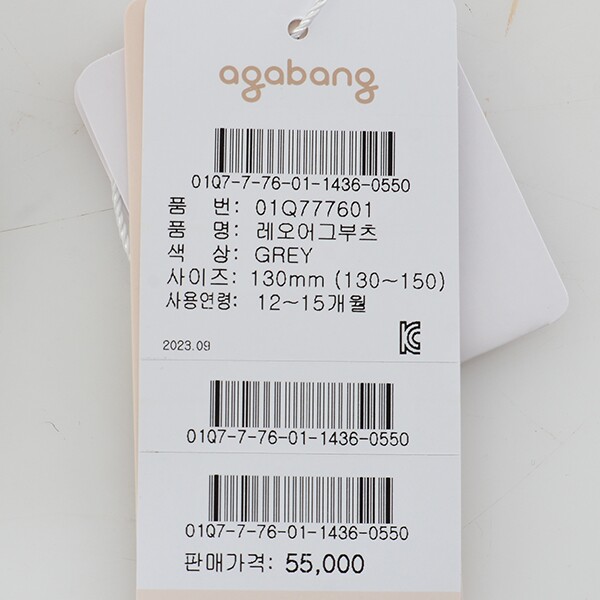 agabang
01Q7-7-76-01-1436-0550
품 번: 01Q777601
품 명: 레오어그부츠
색 상: GREY
사이즈: 130mm (130~150)
사용연령: 12~15개월
2023.09
KC
01Q7-7-76-01-1436-0550
01Q7-7-76-01-1436-0550
판매가격: 55,000